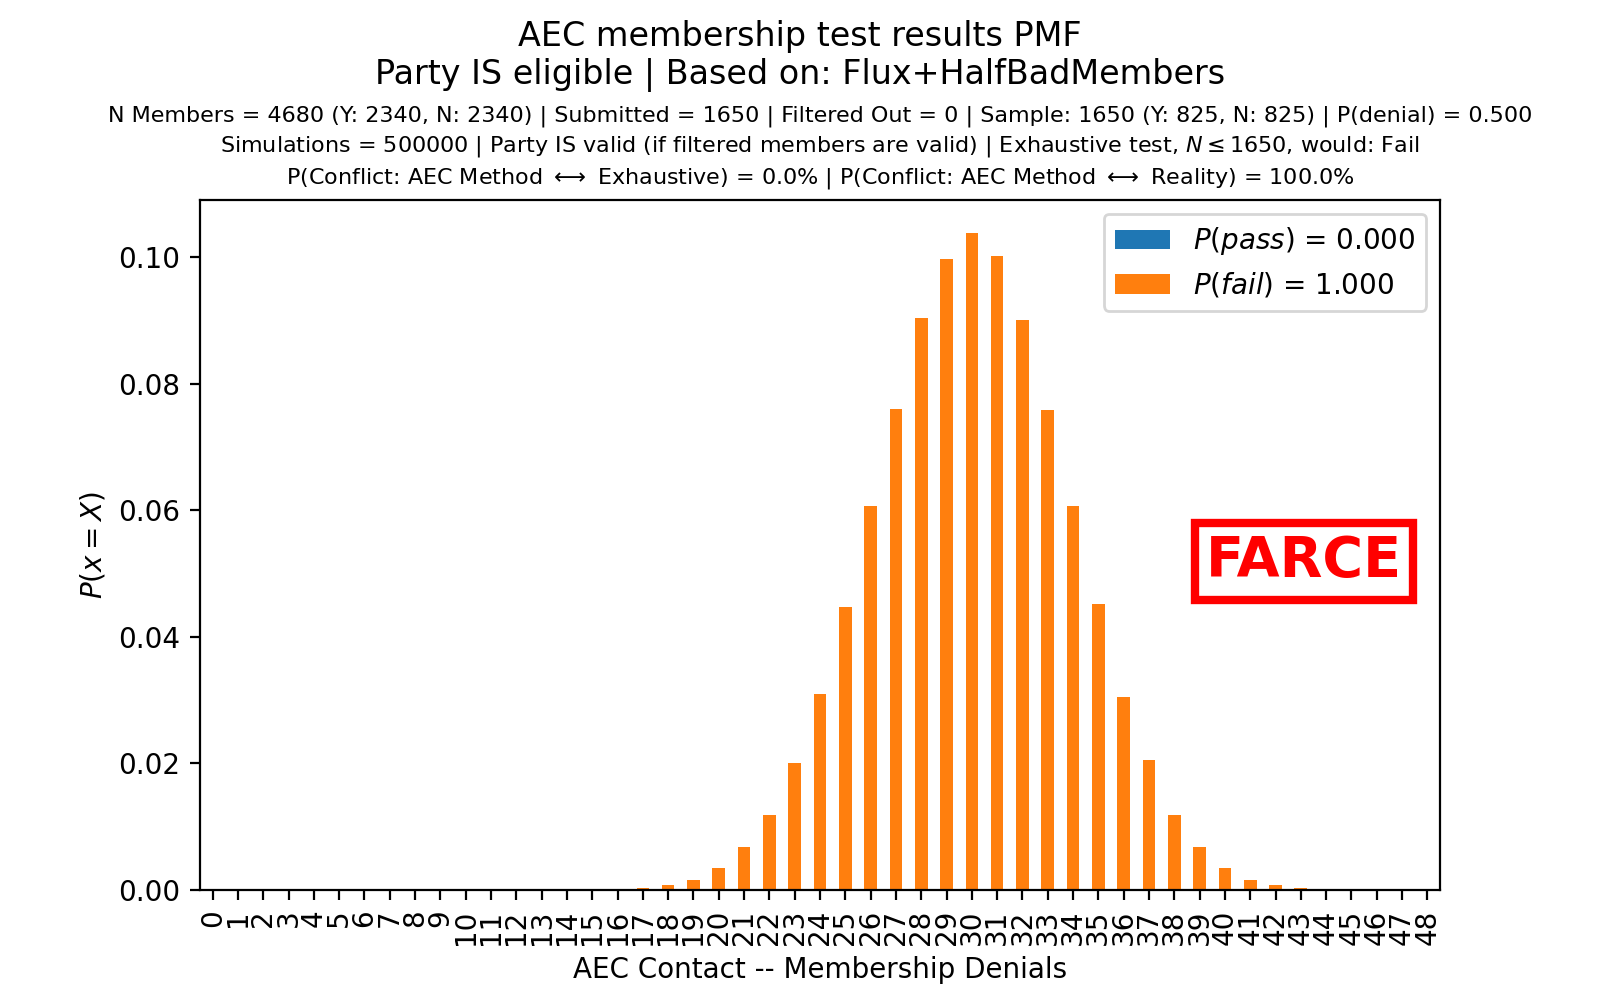 AEC membership test results PMF
Party IS eligible | Based on: Flux+HalfBadMembers
N Members = 4680 (Y: 2340, N: 2340) | Submitted = 1650 | Filtered Out = 0 | Sample: 1650 (Y: 825, N: 825) | P(denial) = 0.500
Simulations = 500000 | Party IS valid (if filtered members are valid) | Exhaustive test, N ≤ 1650, would: Fail
P(Conflict: AEC Method ⟷ Exhaustive) = 0.0% | P(Conflict: AEC Method ⟷ Reality) = 100.0%
P(pass) = 0.000
P(fail) = 1.000
FARCE
P(x = X)
0.10
0.08
0.06
0.04
0.02
0.00
0 1 2 3 4 5 6 7 8 9 10 11 12 13 14 15 16 17 18 19 20 21 22 23 24 25 26 27 28 29 30 31 32 33 34 35 36 37 38 39 40 41 42 43 44 45 46 47 48
AEC Contact -- Membership Denials